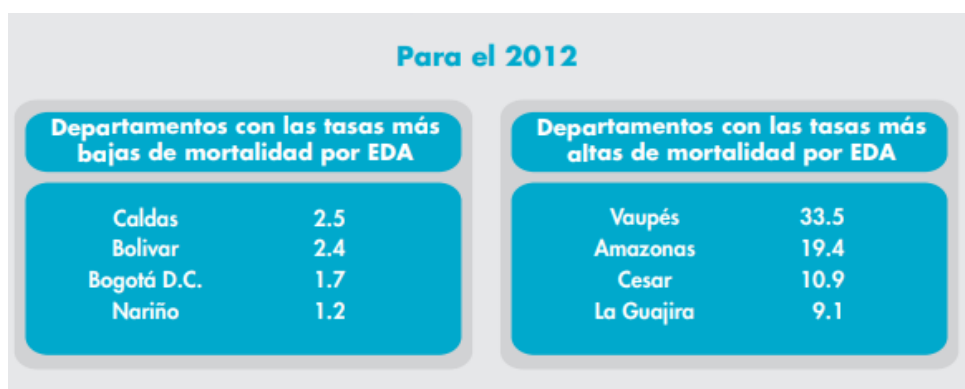 Para el 2012
Departamentos con las tasas más
bajas de mortalidad por EDA
Caldas 2.5
Bolivar 2.4
Bogotá D.C. 1.7
Nariño 1.2
Departamentos con las tasas más
altas de mortalidad por EDA
Vaupés 33.5
Amazonas 19.4
Cesar 10.9
La Guajira 9.1